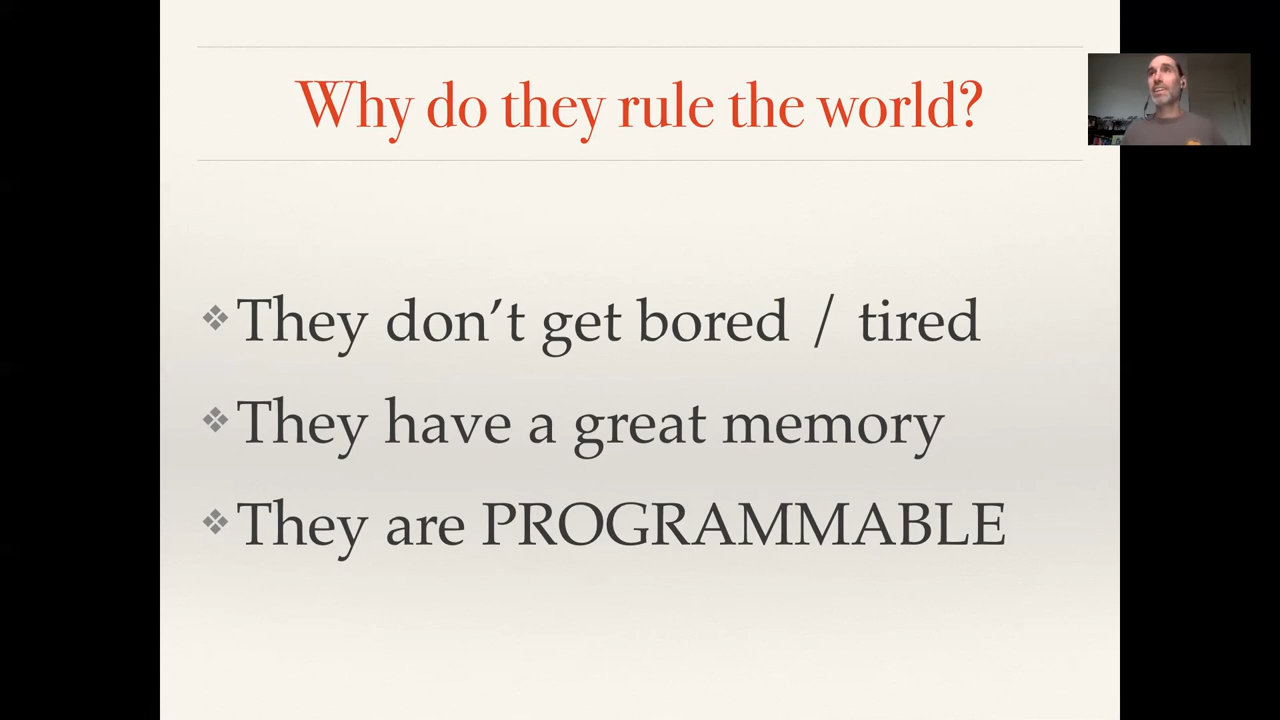 Why do they rule the world?
❖ They don’t get bored / tired
❖ They have a great memory
❖ They are PROGRAMMABLE